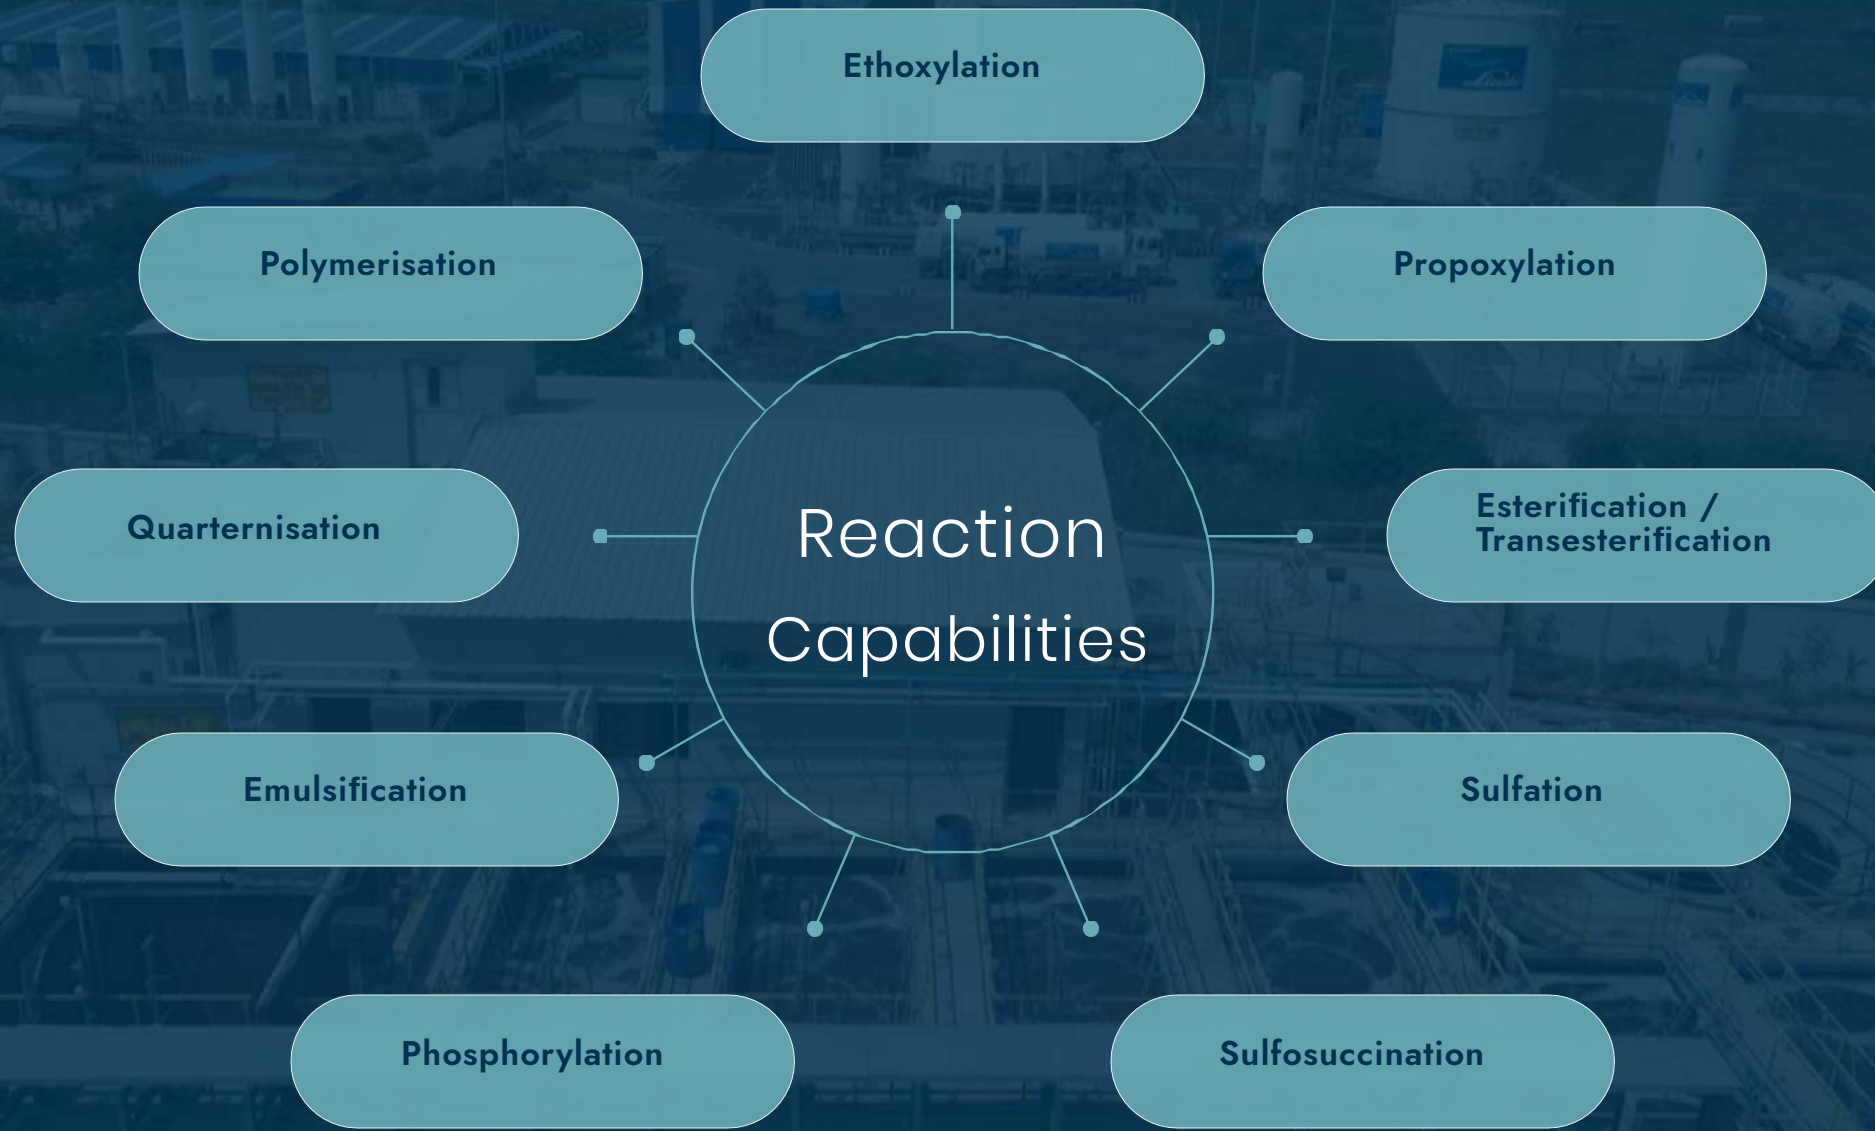 Ethoxylation
Polymerisation
Propoxylation
Quarternisation
Reaction
Capabilities
Esterification /
Transesterification
Emulsification
Sulfation
Phosphorylation
Sulfosuccination